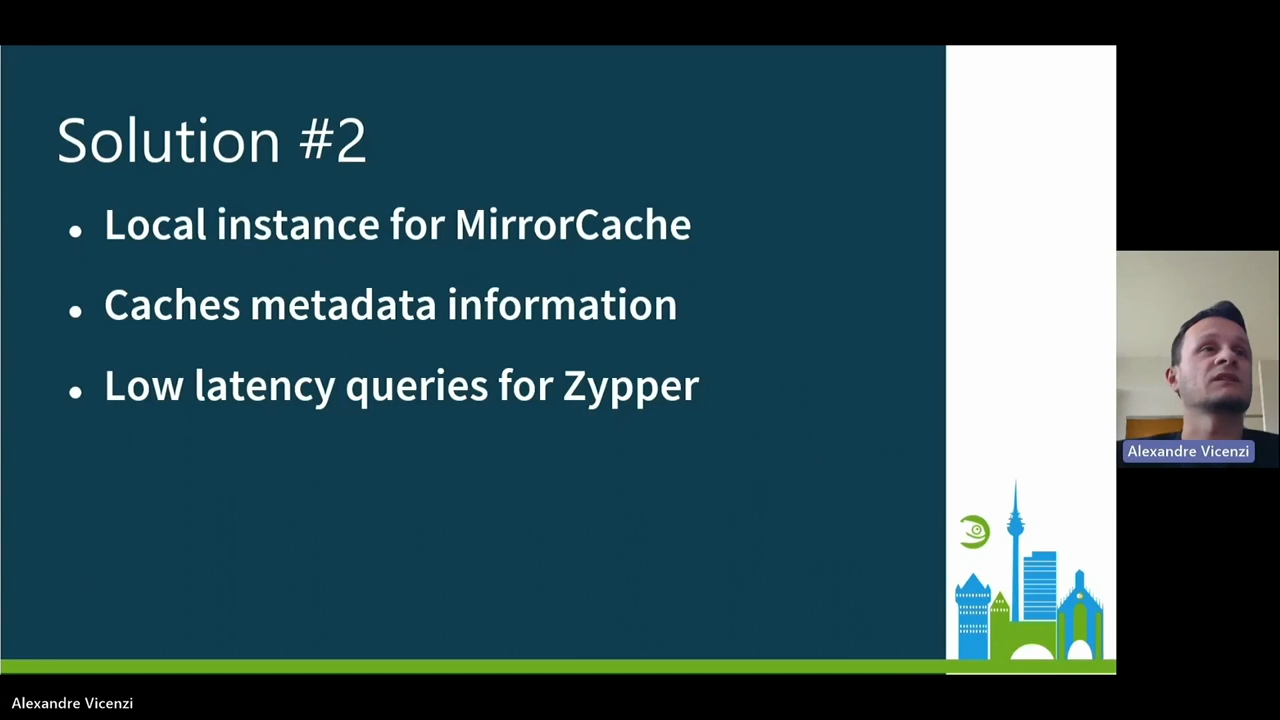 Solution #2
• Local instance for MirrorCache
• Caches metadata information
• Low latency queries for Zypper
Alexandre Vicenzi
Alexandre Vicenzi